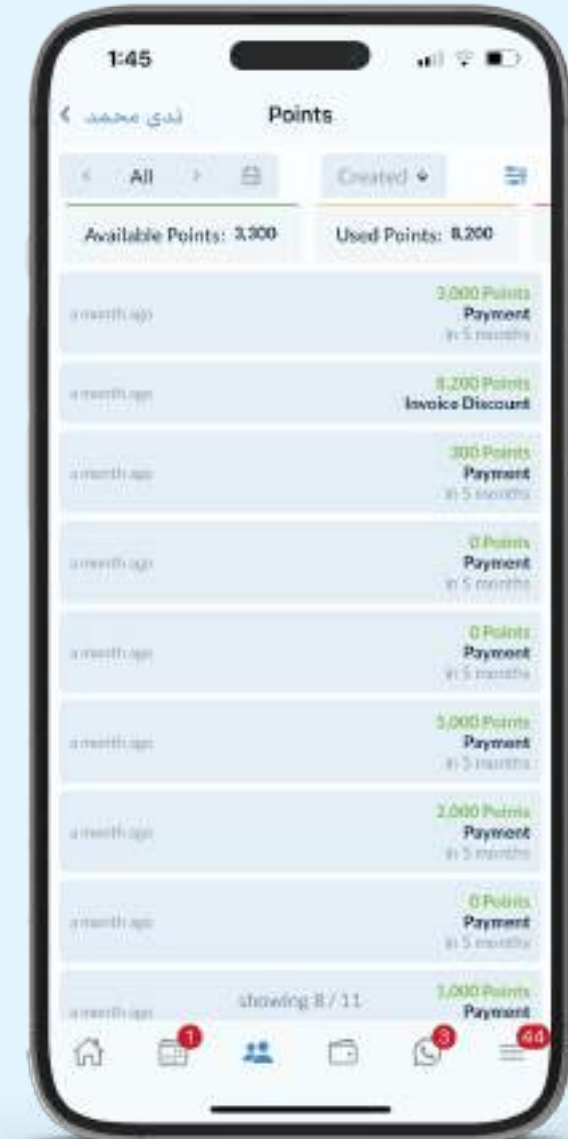 1:45
ندى محمد
Points
All
Created
Available Points: 3,300
Used Points: 8,200
a month ago
3,000 Points
Payment
in 5 months
a month ago
8,200 Points
Invoice Discount
a month ago
300 Points
Payment
in 5 months
a month ago
0 Points
Payment
in 5 months
a month ago
0 Points
Payment
in 5 months
a month ago
Points
Payment
in 5 months
a month ago
2,000 Points
Payment
in 5 months
a month ago
0 Points
Payment
in 5 months
a month ago
showing 8 / 11
Points
Payment
1
3
44